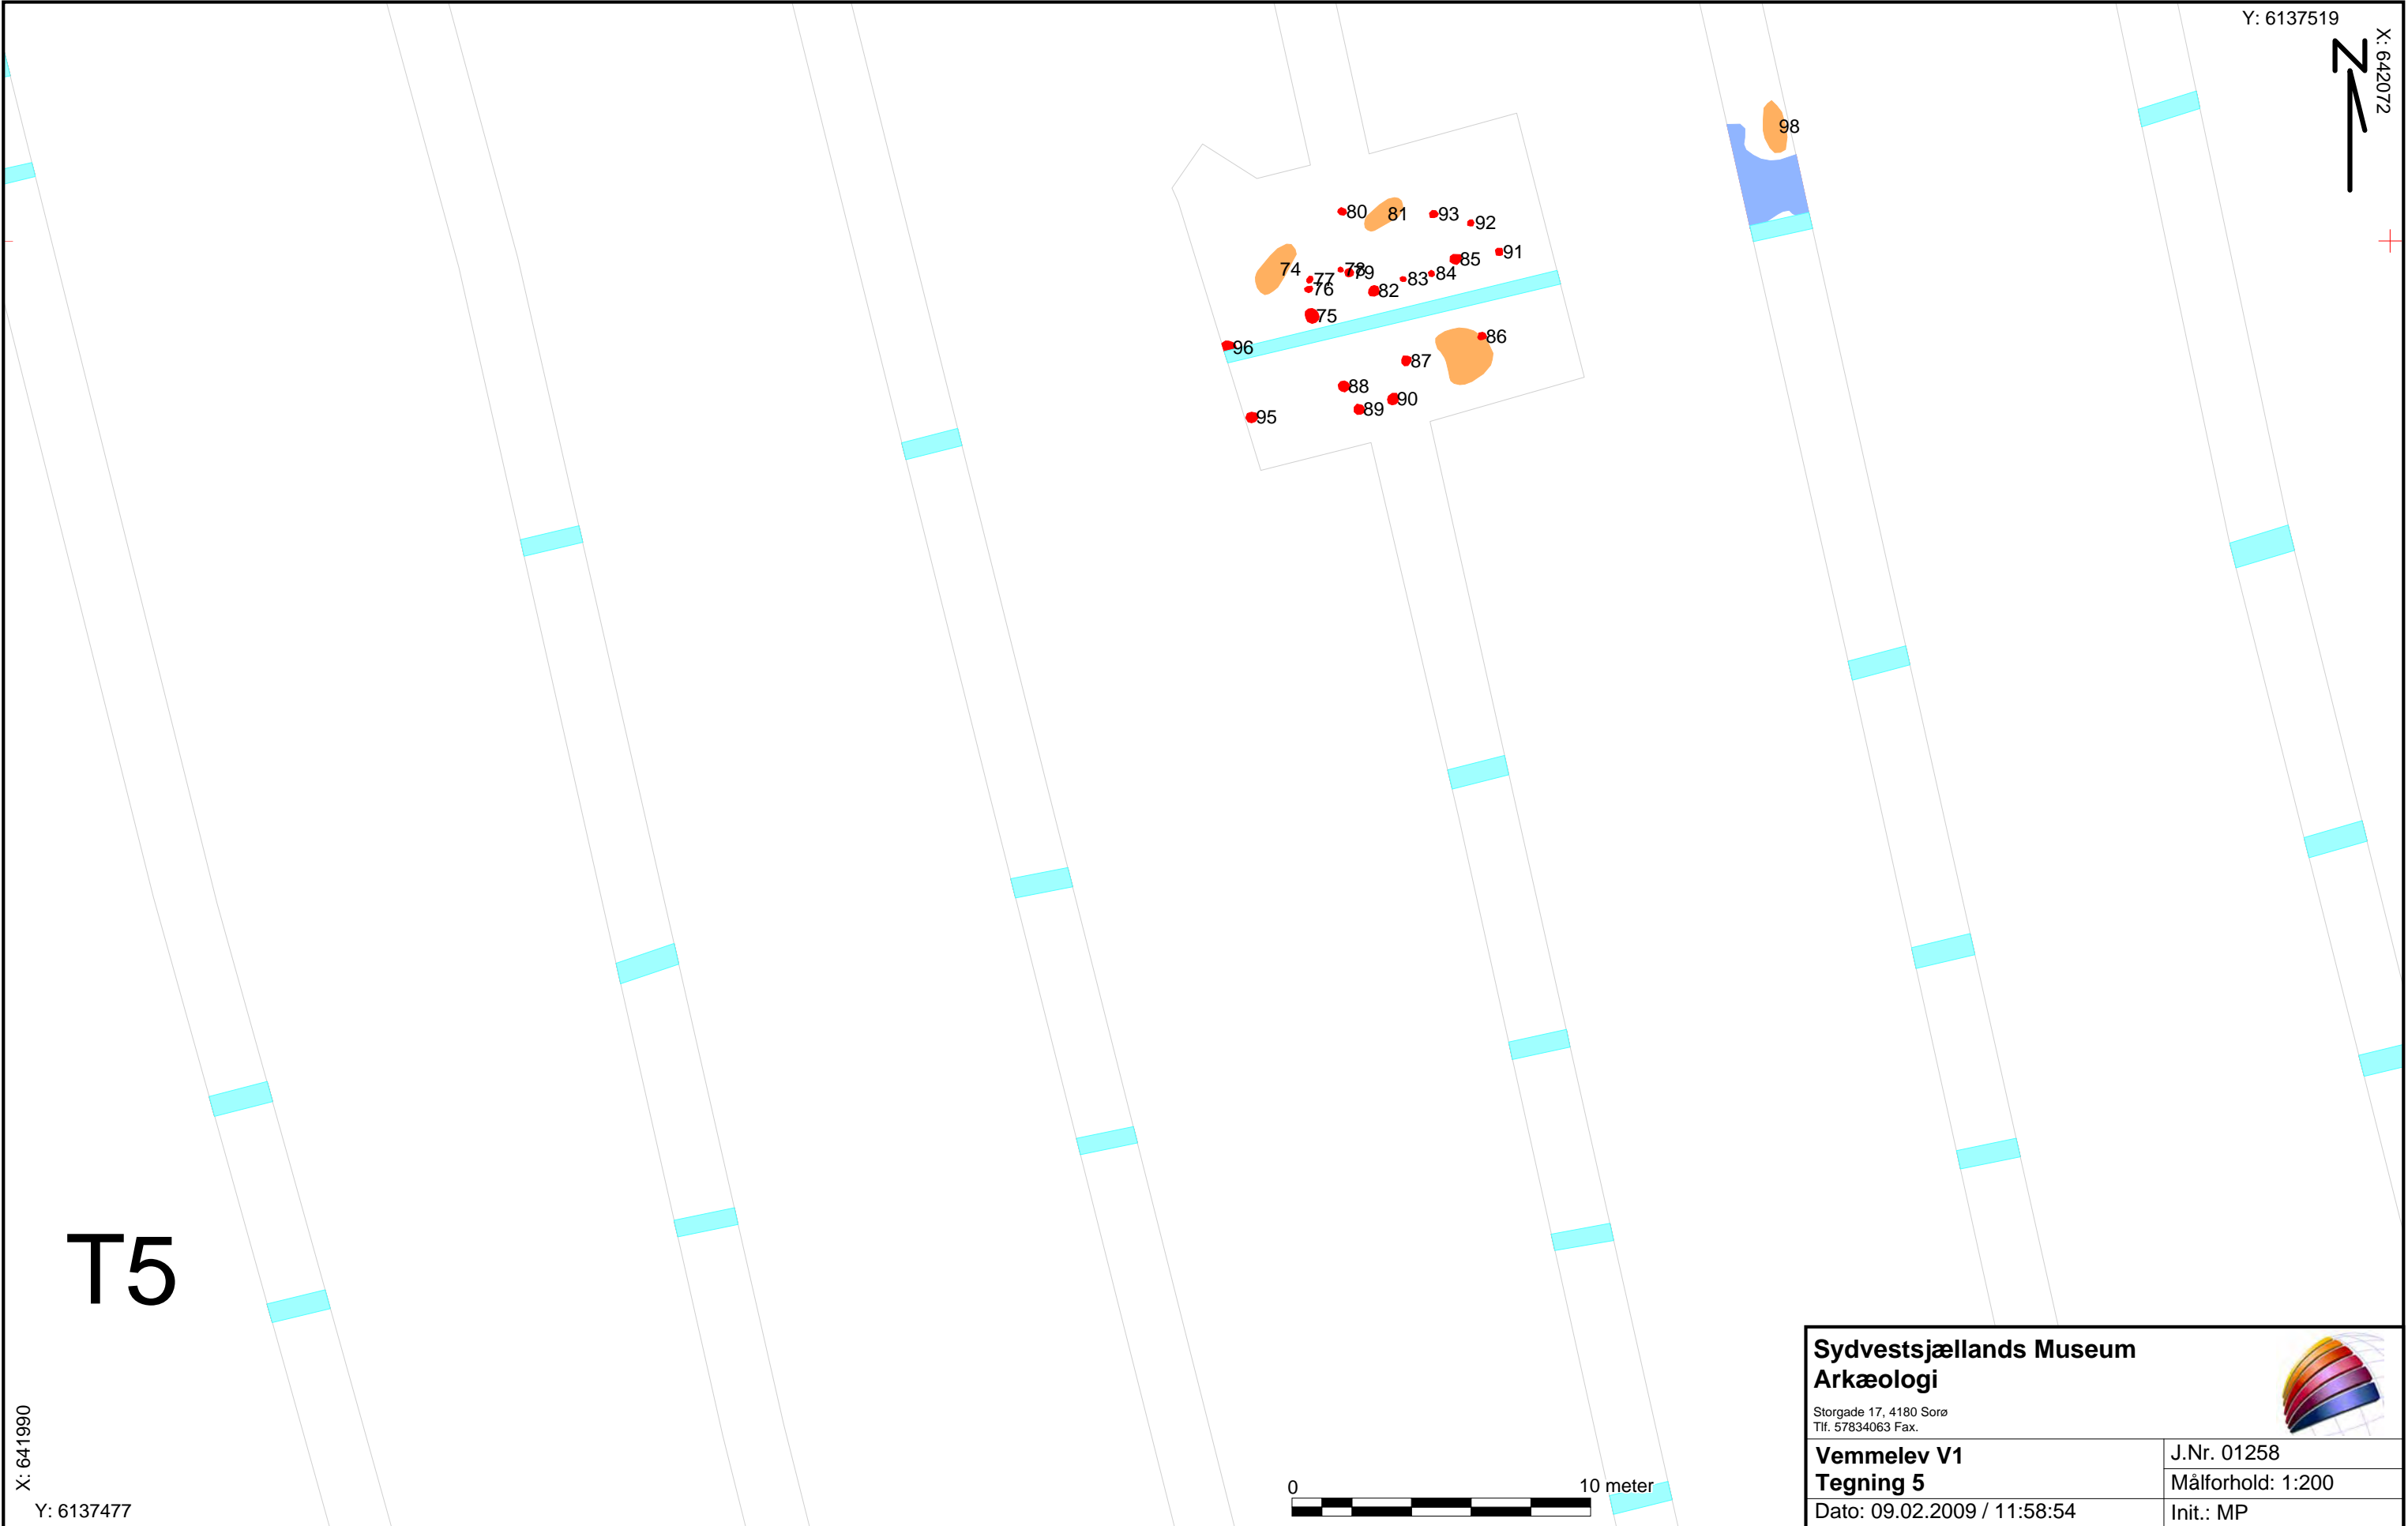 Y: 6137519
X: 642072
N
98
80
81
93
92
91
85
74
78
79
77
83
84
76
82
75
96
86
87
88
90
89
95
T5
X: 641990
Y: 6137477
0
10 meter
Sydvestsjællands Museum
Arkæologi
Storgade 17, 4180 Sorø
Tlf. 57834063 Fax.
Vemmelev V1
Tegning 5
J.Nr. 01258
Målforhold: 1:200
Dato: 09.02.2009 / 11:58:54
Init.: MP